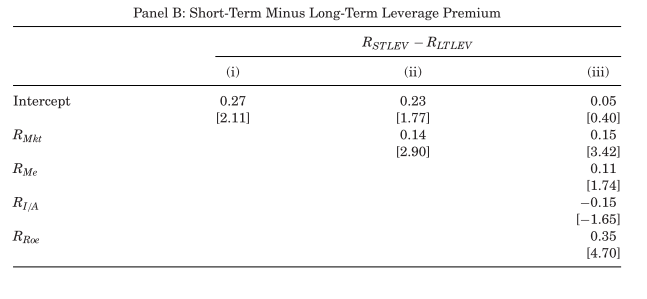 Panel B: Short-Term Minus Long-Term Leverage Premium
R_{STLEV} − R_{LTLEV}
(i) (ii) (iii)
Intercept 0.27 0.23 0.05
[2.11] [1.77] [0.40]
R_{Mkt} 0.14 0.15
[2.90] [3.42]
R_{Me} 0.11
[1.74]
R_{I/A} −0.15
[−1.65]
R_{Roe} 0.35
[4.70]